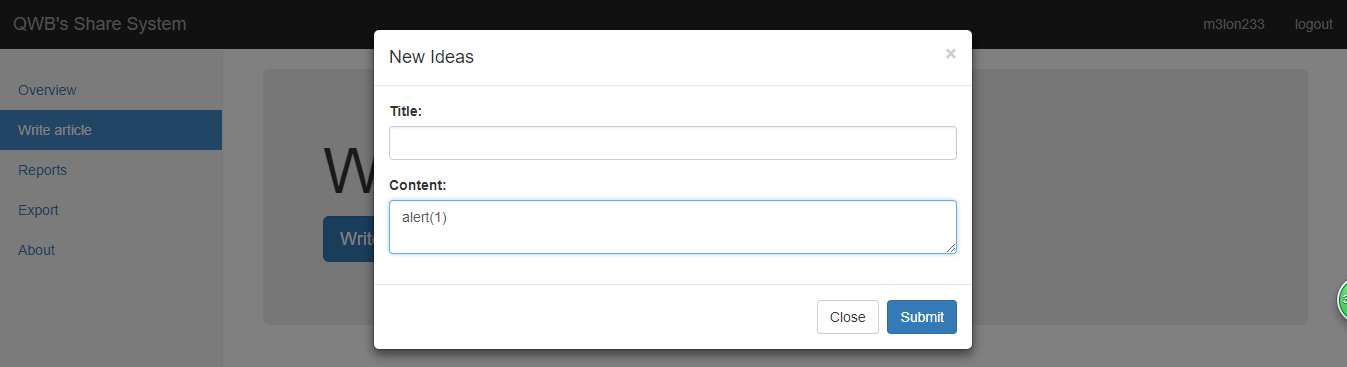 QWB's Share System
m3lon233
logout
New Ideas
×
Overview
Title:
Write article
Reports
Content:
Export
alert(1)
About
Close
Submit